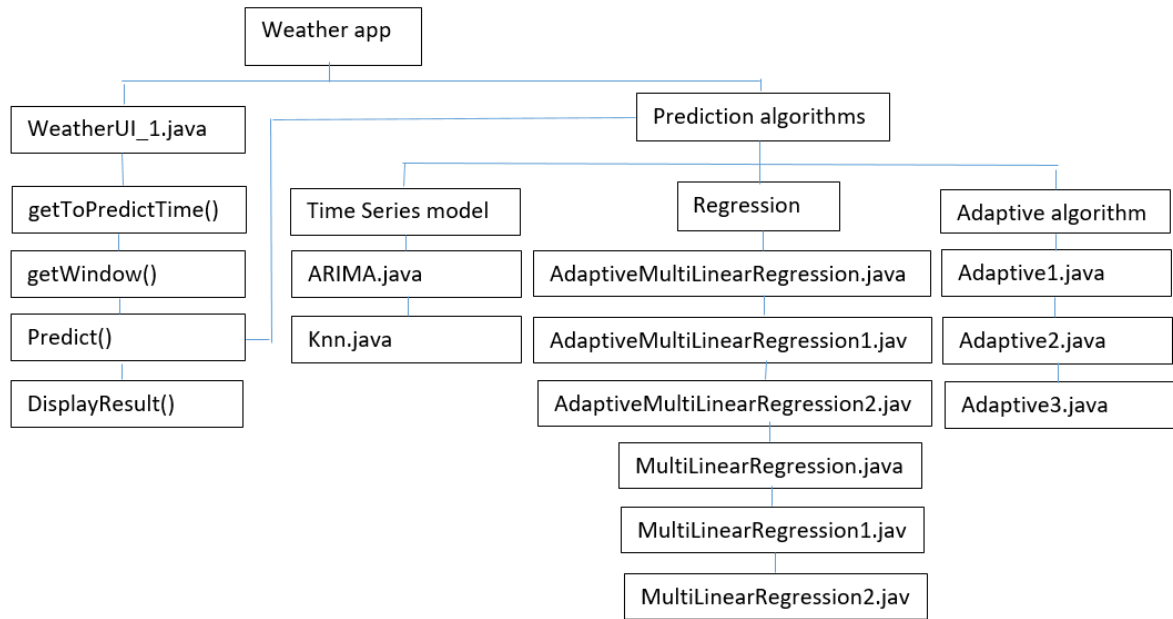 Weather app
WeatherUI_1.java
Prediction algorithms
getToPredictTime()
Time Series model
Regression
Adaptive algorithm
getWindow()
ARIMA.java
AdaptiveMultiLinearRegression.java
Adaptive1.java
Predict()
Knn.java
AdaptiveMultiLinearRegression1.jav
Adaptive2.java
DisplayResult()
AdaptiveMultiLinearRegression2.jav
Adaptive3.java
MultiLinearRegression.java
MultiLinearRegression1.jav
MultiLinearRegression2.jav